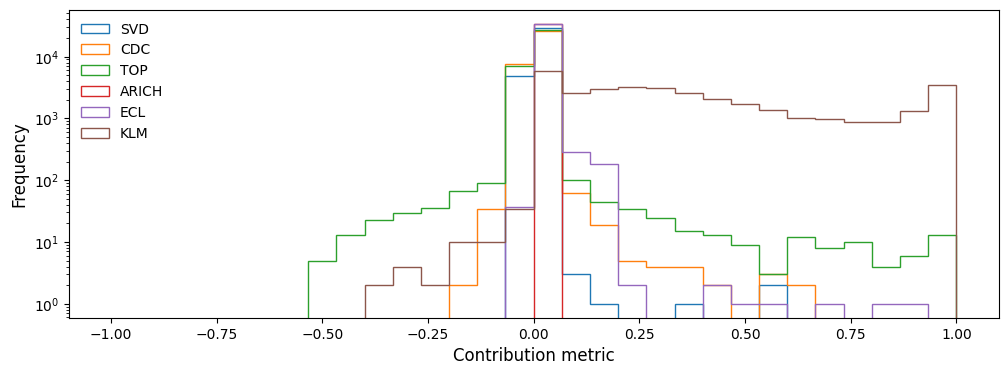 SVD
CDC
TOP
ARICH
ECL
KLM
Frequency
10⁴
10³
10²
10¹
10⁰
−1.00 −0.75 −0.50 −0.25 0.00 0.25 0.50 0.75 1.00
Contribution metric